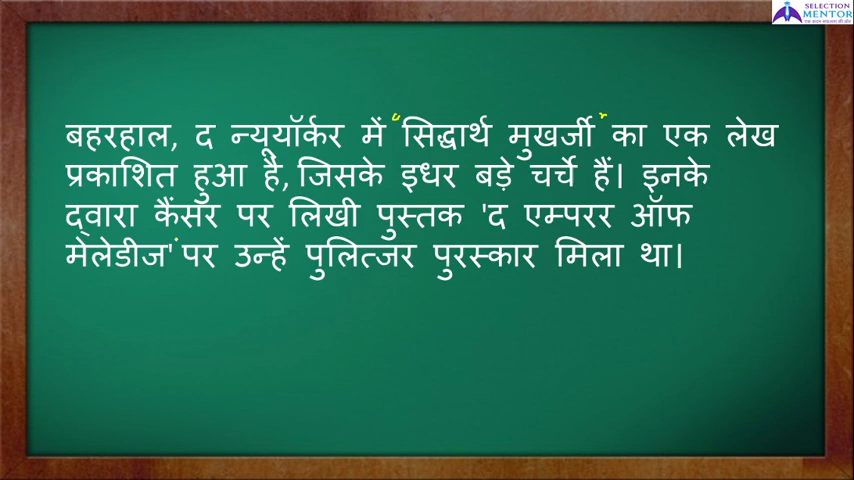 SELECTION
MENTOR
बहरहाल, द न्यूयॉर्कर में सिद्धार्थ मुखर्जी का एक लेख
प्रकाशित हुआ है, जिसके इधर बड़े चर्चे हैं। इनके
द्वारा कैंसर पर लिखी पुस्तक 'द एम्परर ऑफ
मेलेडीज' पर उन्हें पुलित्जर पुरस्कार मिला था।